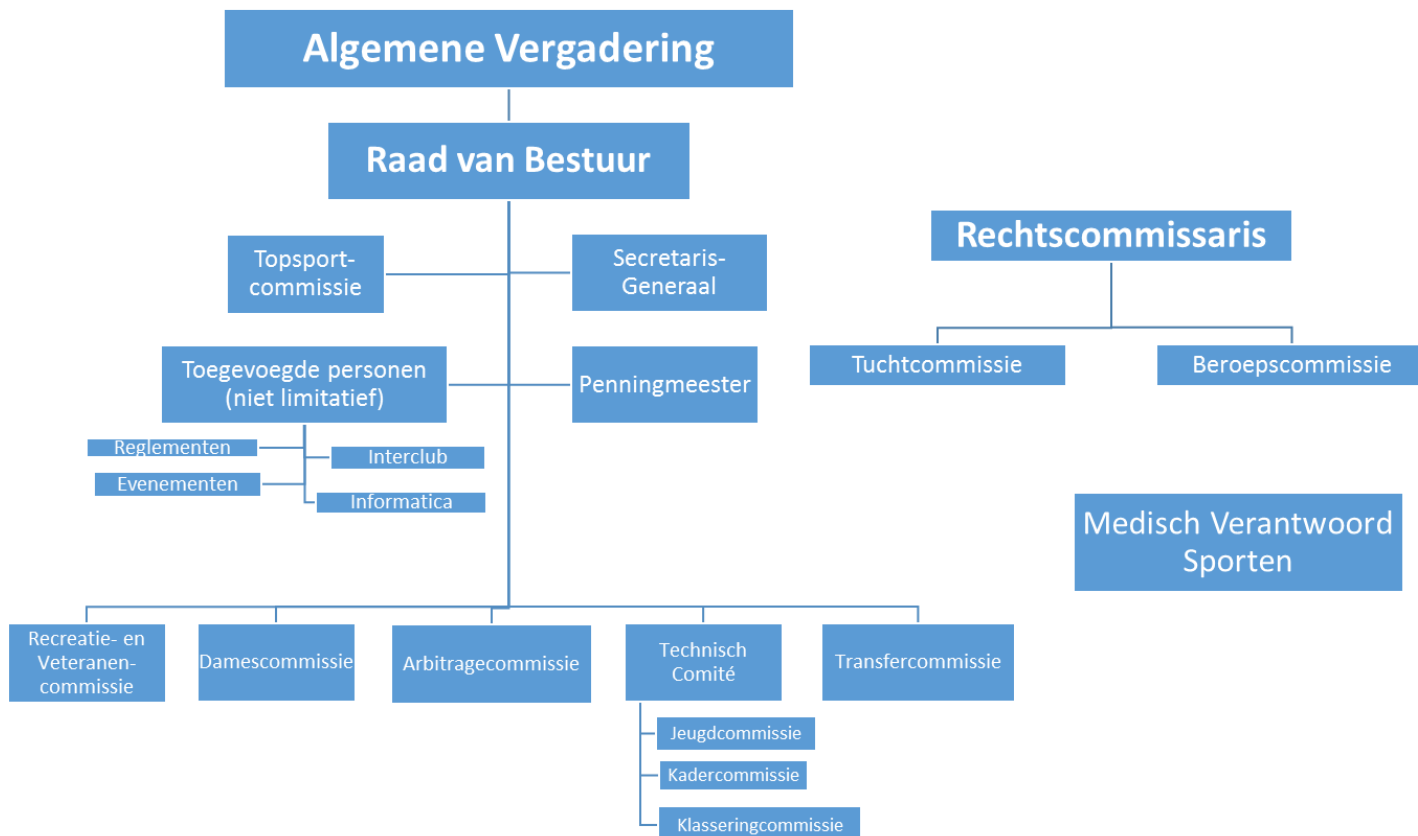 Algemene Vergadering
Raad van Bestuur
Topsport-
commissie
Secretaris-
Generaal
Toegevoegde personen
(niet limitatief)
Penningmeester
Reglementen
Interclub
Evenementen
Informatica
Rechtscommissaris
Tuchtcommissie
Beroepscommissie
Medisch Verantwoord
Sporten
Recreatie- en
Veteranen-
commissie
Damescommissie
Arbitragecommissie
Technisch
Comité
Transfercommissie
Jeugdcommissie
Kadercommissie
Klasseringcommissie